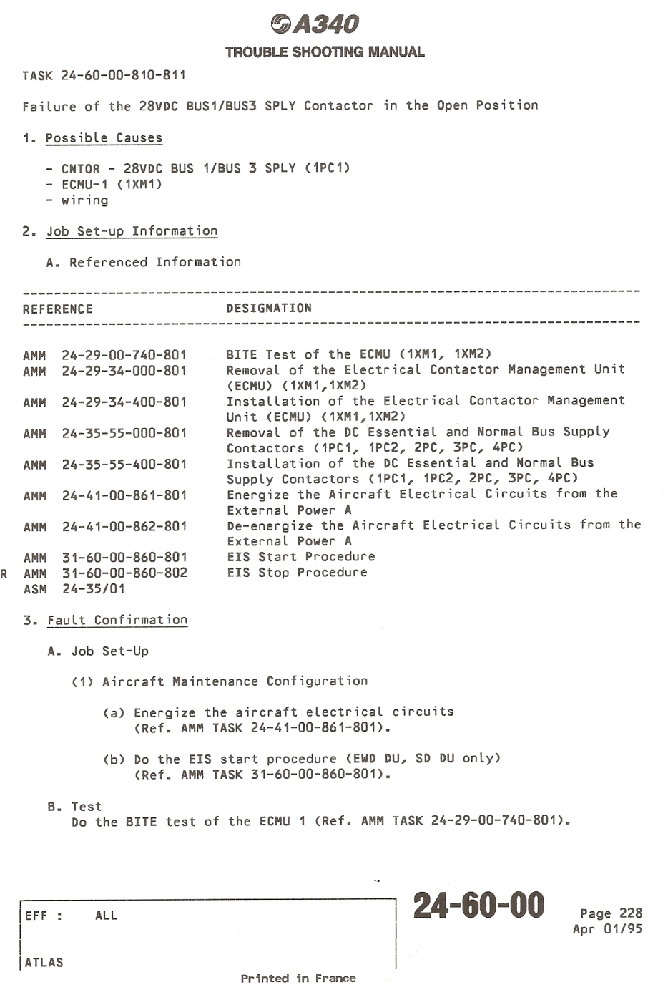 A340
TROUBLE SHOOTING MANUAL
TASK 24-60-00-810-811
Failure of the 28VDC BUS1/BUS3 SPLY Contactor in the Open Position
1. Possible Causes
- CNTOR - 28VDC BUS 1/BUS 3 SPLY (1PC1)
- ECMU-1 (1XM1)
- wiring
2. Job Set-up Information
A. Referenced Information
-------------------------------------------------------------------------------
REFERENCE DESIGNATION
-------------------------------------------------------------------------------
AMM 24-29-00-740-801 BITE Test of the ECMU (1XM1, 1XM2)
AMM 24-29-34-000-801 Removal of the Electrical Contactor Management Unit
(ECMU) (1XM1,1XM2)
AMM 24-29-34-400-801 Installation of the Electrical Contactor Management
Unit (ECMU) (1XM1,1XM2)
AMM 24-35-55-000-801 Removal of the DC Essential and Normal Bus Supply
Contactors (1PC1, 1PC2, 2PC, 3PC, 4PC)
AMM 24-35-55-400-801 Installation of the DC Essential and Normal Bus
Supply Contactors (1PC1, 1PC2, 2PC, 3PC, 4PC)
AMM 24-41-00-861-801 Energize the Aircraft Electrical Circuits from the
External Power A
AMM 24-41-00-862-801 De-energize the Aircraft Electrical Circuits from the
External Power A
AMM 31-60-00-860-801 EIS Start Procedure
R AMM 31-60-00-860-802 EIS Stop Procedure
ASM 24-35/01
3. Fault Confirmation
A. Job Set-Up
(1) Aircraft Maintenance Configuration
(a) Energize the aircraft electrical circuits
(Ref. AMM TASK 24-41-00-861-801).
(b) Do the EIS start procedure (EWD DU, SD DU only)
(Ref. AMM TASK 31-60-00-860-801).
B. Test
Do the BITE test of the ECMU 1 (Ref. AMM TASK 24-29-00-740-801).
EFF : ALL
24-60-00
Page 228
Apr 01/95
ATLAS
Printed in France